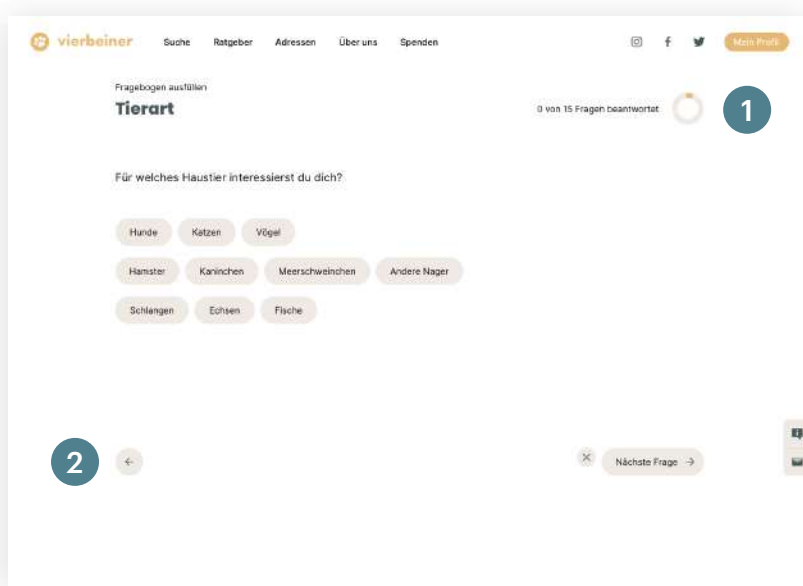 vierbeiner Suche Ratgeber Adressen Über uns Spenden Mein Profil
Fragebogen ausfüllen
Tierart
0 von 15 Fragen beantwortet
1
Für welches Haustier interessierst du dich?
Hunde Katzen Vögel
Hamster Kaninchen Meerschweinchen Andere Nager
Schlangen Echsen Fische
2
Nächste Frage